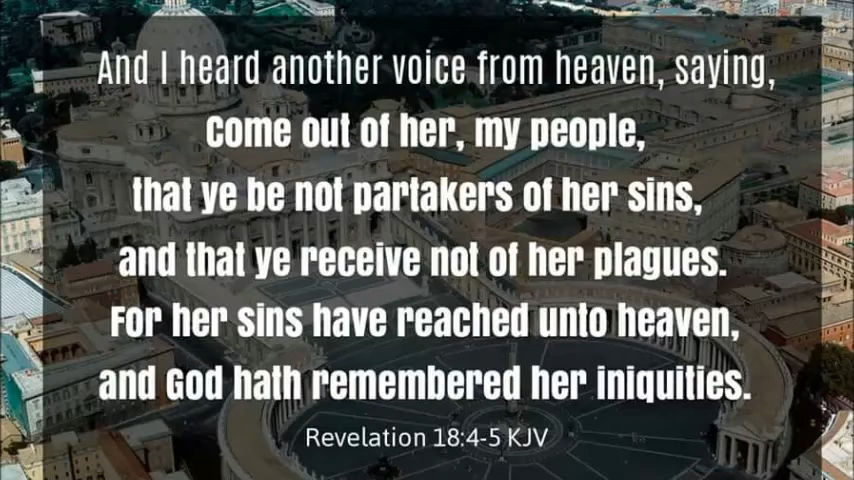 And I heard another voice from heaven, saying,
Come out of her, my people,
that ye be not partakers of her sins,
and that ye receive not of her plagues.
For her sins have reached unto heaven,
and God hath remembered her iniquities.
Revelation 18:4-5 KJV